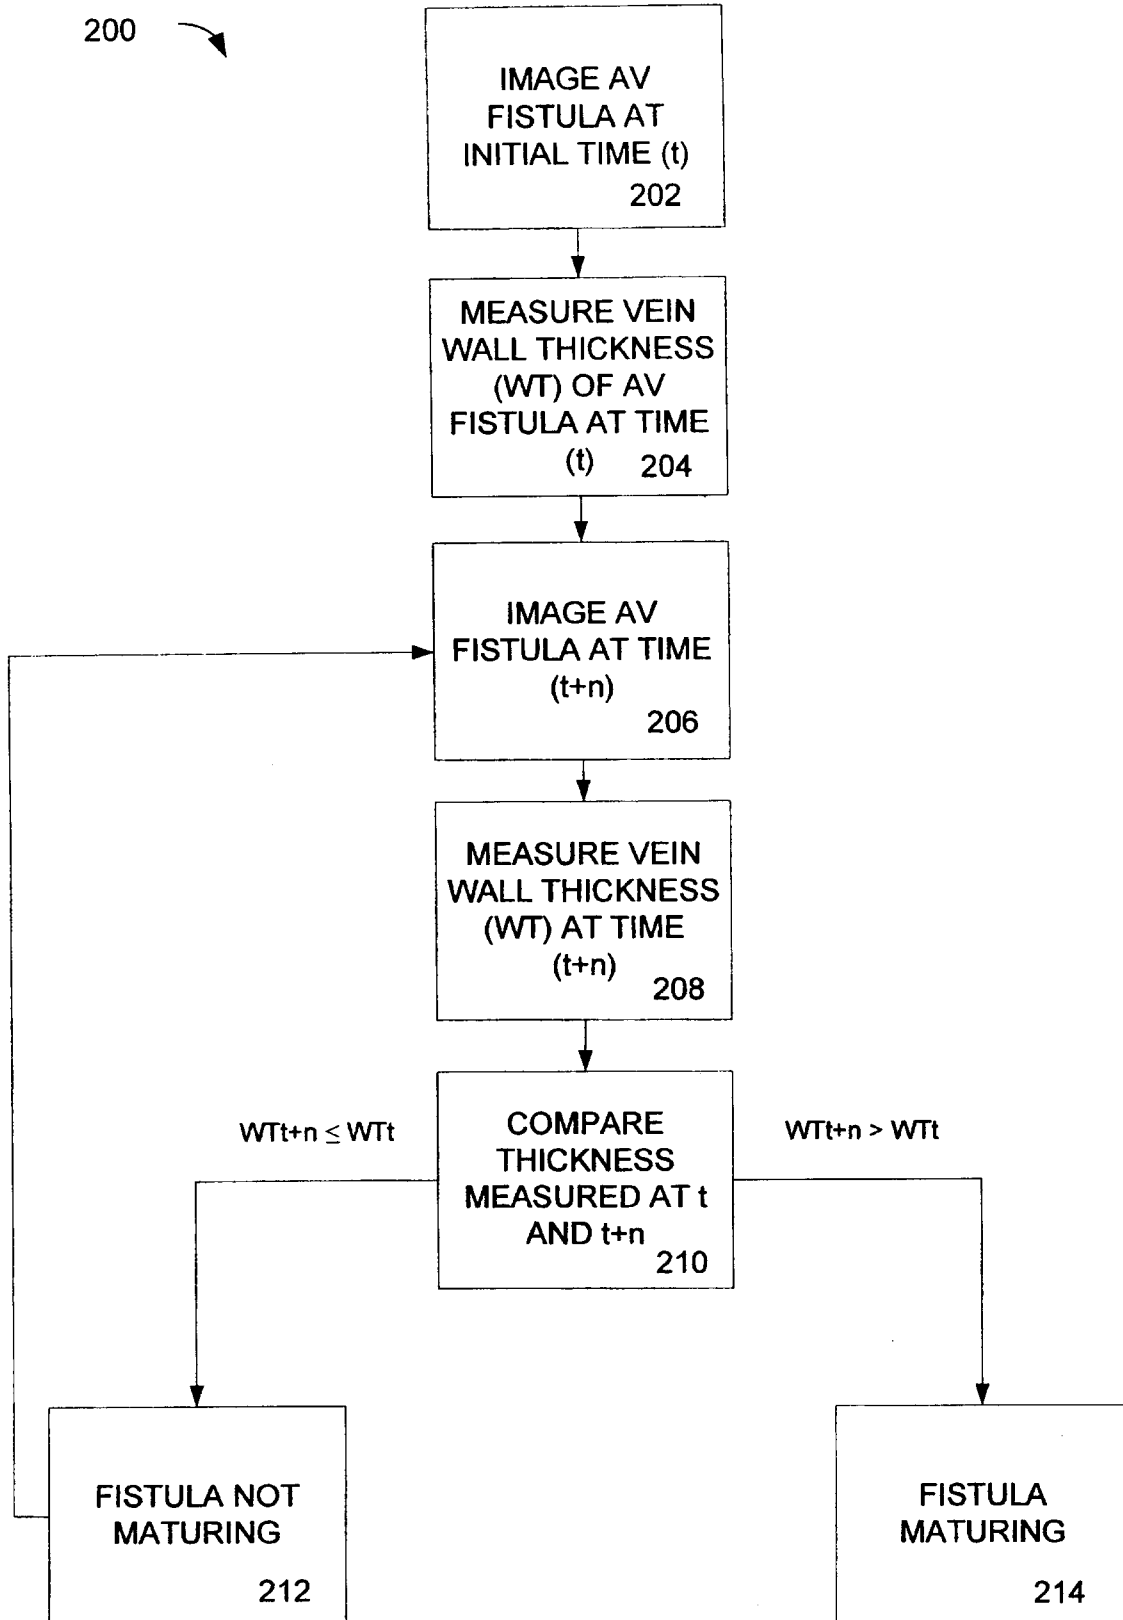 200
IMAGE AV
FISTULA AT
INITIAL TIME (t)
202
MEASURE VEIN
WALL THICKNESS
(WT) OF AV
FISTULA AT TIME
(t) 204
IMAGE AV
FISTULA AT TIME
(t+n)
206
MEASURE VEIN
WALL THICKNESS
(WT) AT TIME
(t+n)
208
COMPARE
THICKNESS
MEASURED AT t
AND t+n
210
WTt+n ≤ WTt
WTt+n > WTt
FISTULA NOT
MATURING
212
FISTULA
MATURING
214